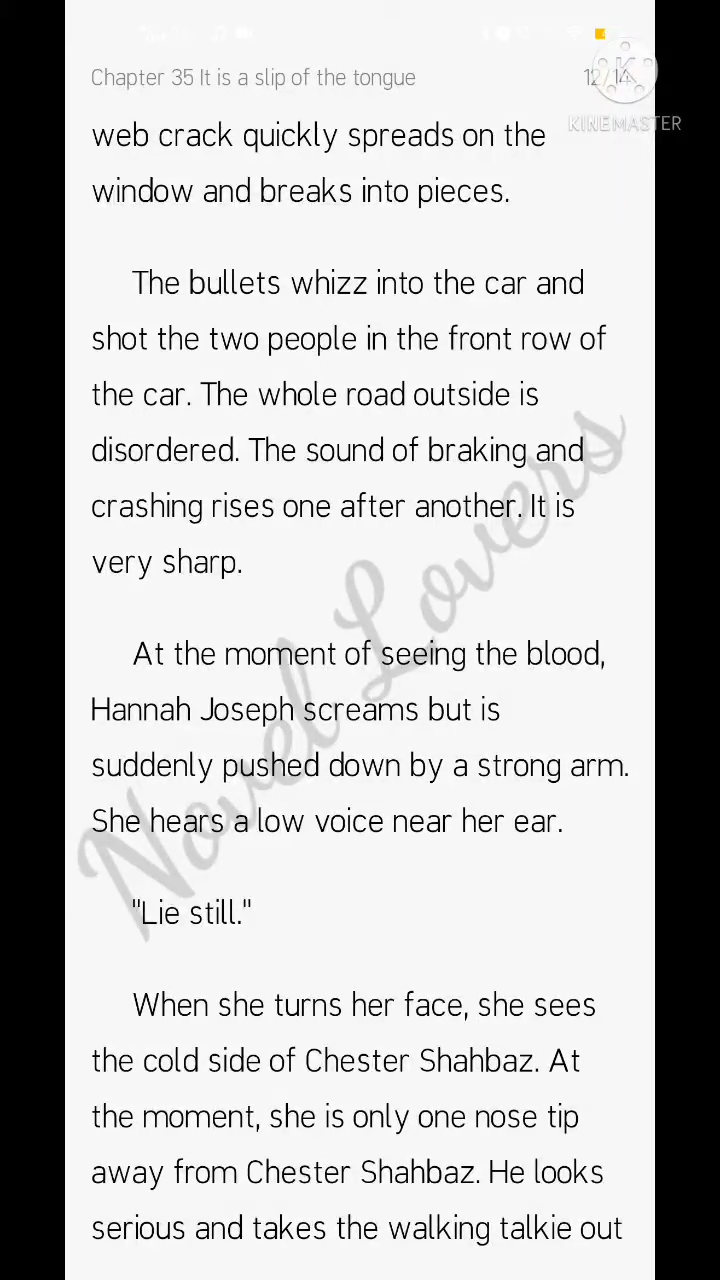 Chapter 35 It is a slip of the tongue
12/14
KINEMASTER
web crack quickly spreads on the
window and breaks into pieces.
The bullets whizz into the car and
shot the two people in the front row of
the car. The whole road outside is
disordered. The sound of braking and
crashing rises one after another. It is
very sharp.
At the moment of seeing the blood,
Hannah Joseph screams but is
suddenly pushed down by a strong arm.
She hears a low voice near her ear.
"Lie still."
When she turns her face, she sees
the cold side of Chester Shahbaz. At
the moment, she is only one nose tip
away from Chester Shahbaz. He looks
serious and takes the walking talkie out
Novel Lovers